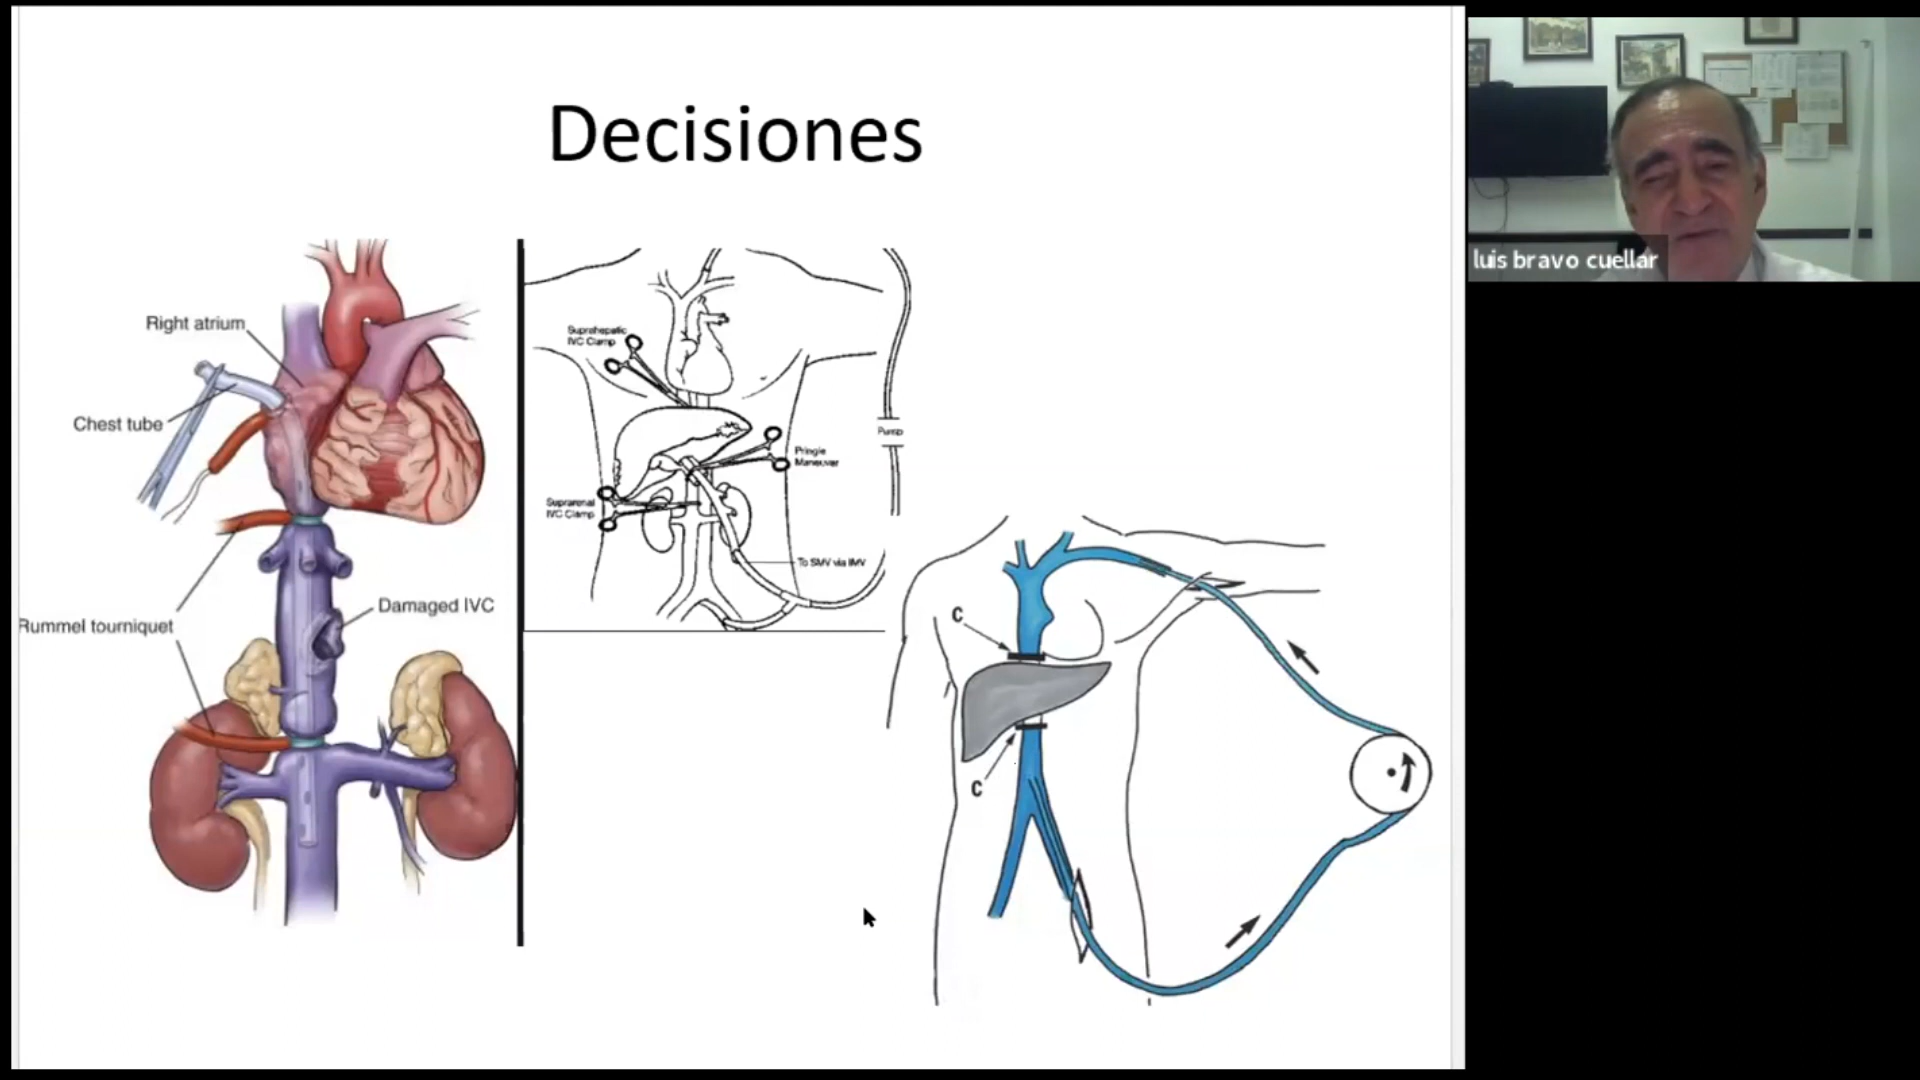 Decisiones
Right atrium
Chest tube
Rummel tourniquet
Damaged IVC
Suprahepatic
IVC Clamp
Pringle
Maneuver
Pump
Suprarenal
IVC Clamp
To SMV via IMV
C
C
luis bravo cuellar